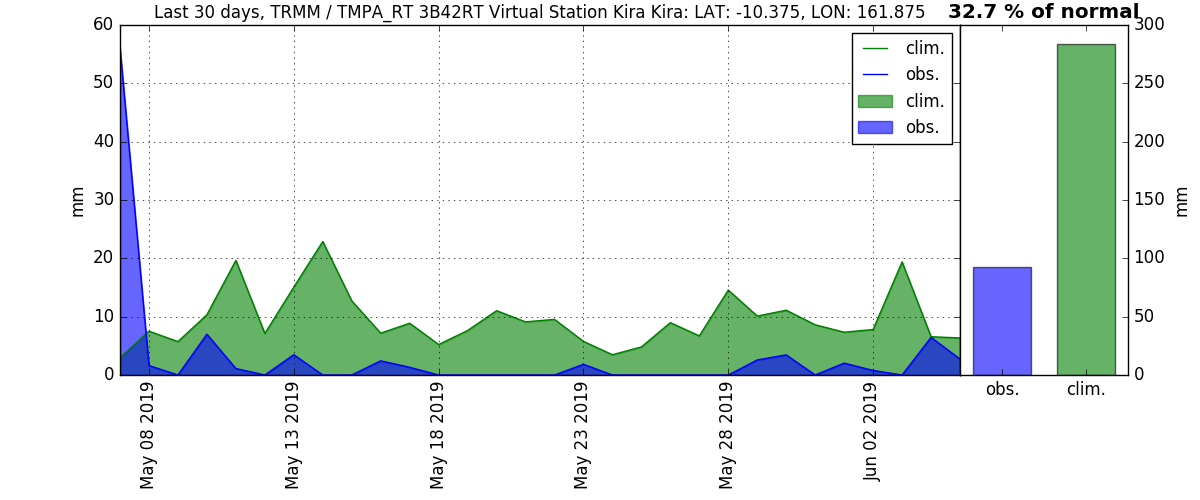 Last 30 days, TRMM / TMPA_RT 3B42RT Virtual Station Kira Kira: LAT: -10.375, LON: 161.875
32.7 % of normal
60
50
40
30
20
10
0
mm
clim.
obs.
clim.
obs.
300
250
200
150
100
50
0
mm
May 08 2019
May 13 2019
May 18 2019
May 23 2019
May 28 2019
Jun 02 2019
obs.
clim.